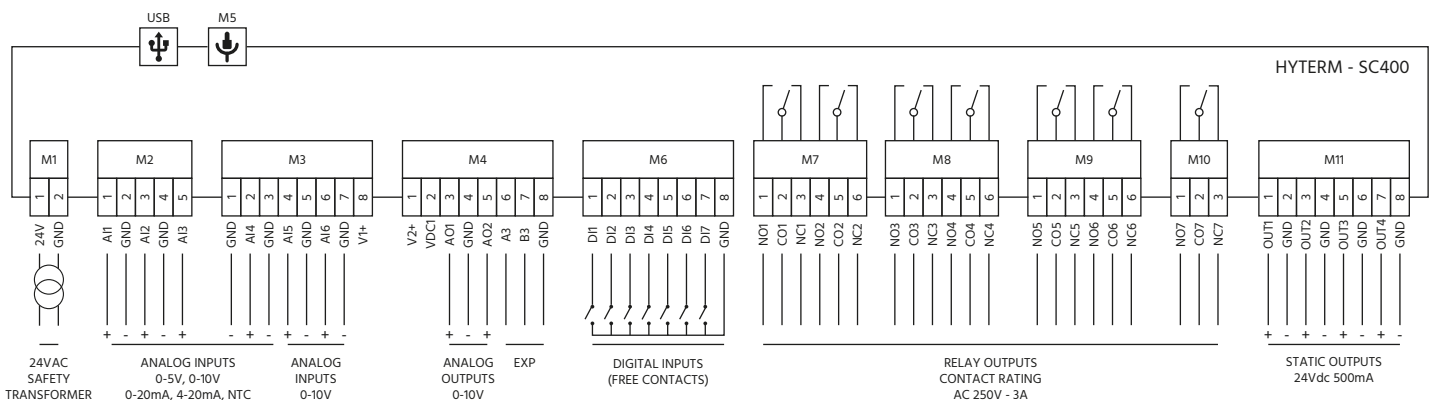 USB M5
HYTERM - SC400
M1 M2 M3 M4 M6 M7 M8 M9 M10 M11
1 2 1 2 3 4 5 1 2 3 4 5 6 7 8 1 2 3 4 5 6 7 8 1 2 3 4 5 6 7 8 1 2 3 4 5 6 1 2 3 4 5 6 1 2 3 4 5 6 1 2 3 1 2 3 4 5 6 7 8
24V GND AI1 GND AI2 GND AI3 GND AI4 GND AI5 GND AI6 GND V1+ V2+ VDC1 AO1 GND AO2 A3 B3 GND DI1 DI2 DI3 DI4 DI5 DI6 DI7 GND NO1 CO1 NC1 NO2 CO2 NC2 NO3 CO3 NC3 NO4 CO4 NC4 NO5 CO5 NC5 NO6 CO6 NC6 NO7 CO7 NC7 OUT1 GND OUT2 GND OUT3 GND OUT4 GND
+ - + - + - + - + - + - + - + + - + - + - + -
24VAC
SAFETY
TRANSFORMER
ANALOG INPUTS
0-5V, 0-10V
0-20mA, 4-20mA, NTC
ANALOG
INPUTS
0-10V
ANALOG
OUTPUTS
0-10V
EXP
DIGITAL INPUTS
(FREE CONTACTS)
RELAY OUTPUTS
CONTACT RATING
AC 250V - 3A
STATIC OUTPUTS
24Vdc 500mA